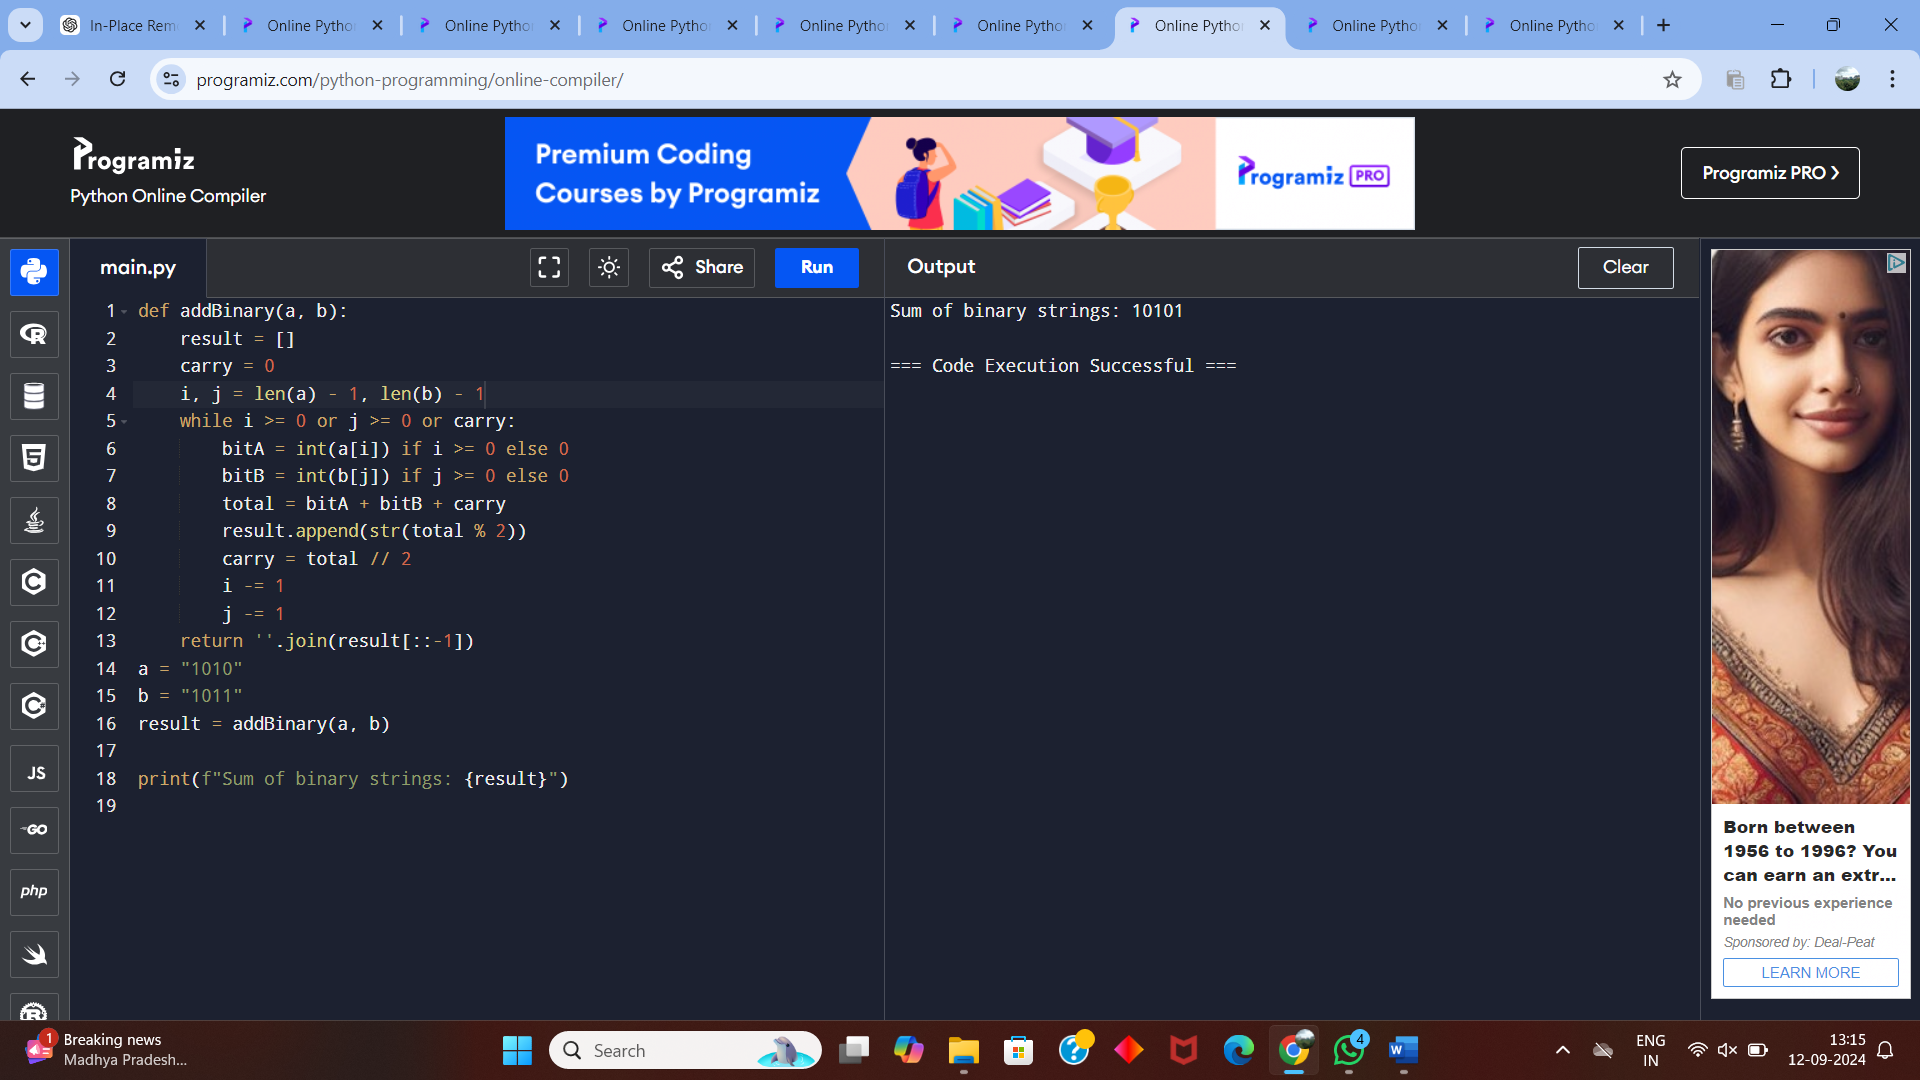 In-Place Rem
Online Pytho
Online Pytho
Online Pytho
Online Pytho
Online Pytho
Online Pytho
Online Pytho
Online Pytho
programiz.com/python-programming/online-compiler/
Programiz
Python Online Compiler
Premium Coding
Courses by Programiz
Programiz PRO
Programiz PRO
main.py
Share
Run
Output
Clear
1 def addBinary(a, b):
2 result = []
3 carry = 0
4 i, j = len(a) - 1, len(b) - 1
5 while i >= 0 or j >= 0 or carry:
6 bitA = int(a[i]) if i >= 0 else 0
7 bitB = int(b[j]) if j >= 0 else 0
8 total = bitA + bitB + carry
9 result.append(str(total % 2))
10 carry = total // 2
11 i -= 1
12 j -= 1
13 return ''.join(result[::-1])
14 a = "1010"
15 b = "1011"
16 result = addBinary(a, b)
17
18 print(f"Sum of binary strings: {result}")
19
Sum of binary strings: 10101
=== Code Execution Successful ===
JS
GO
php
Born between
1956 to 1996? You
can earn an extr...
No previous experience
needed
Sponsored by: Deal-Peat
LEARN MORE
1
Breaking news
Madhya Pradesh...
Search
4
ENG
IN
13:15
12-09-2024